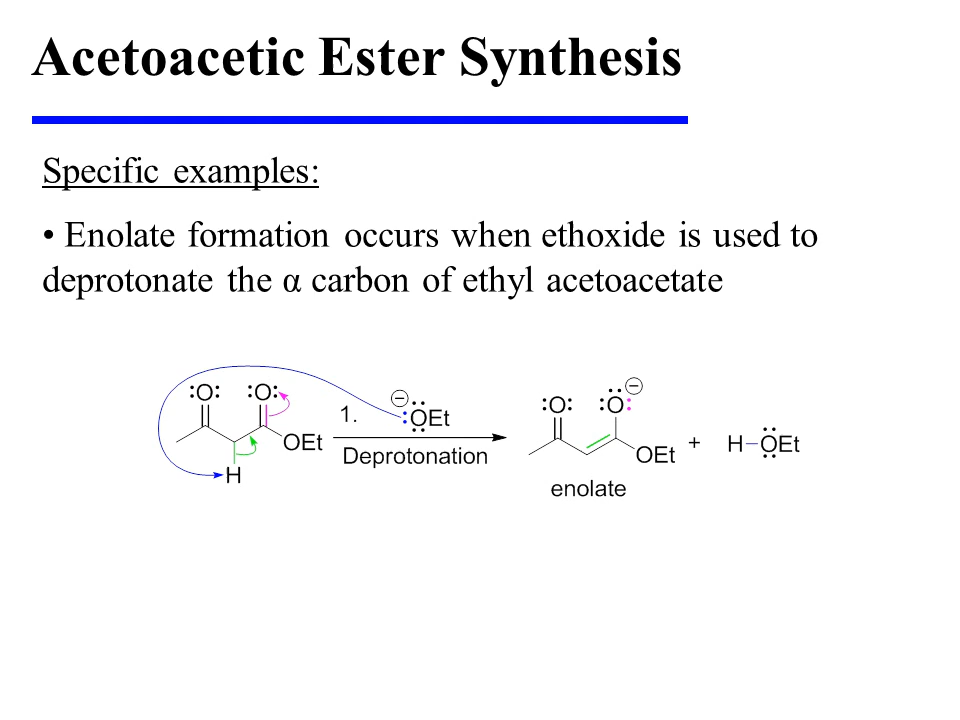 Acetoacetic Ester Synthesis
Specific examples:
• Enolate formation occurs when ethoxide is used to
deprotonate the α carbon of ethyl acetoacetate
O O
OEt
H
1.
− OEt
Deprotonation
O O −
OEt
enolate
+
H OEt